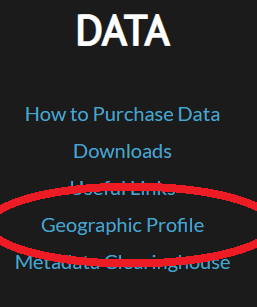 DATA
How to Purchase Data
Downloads
Useful Links
Geographic Profile
Metadata Clearinghouse